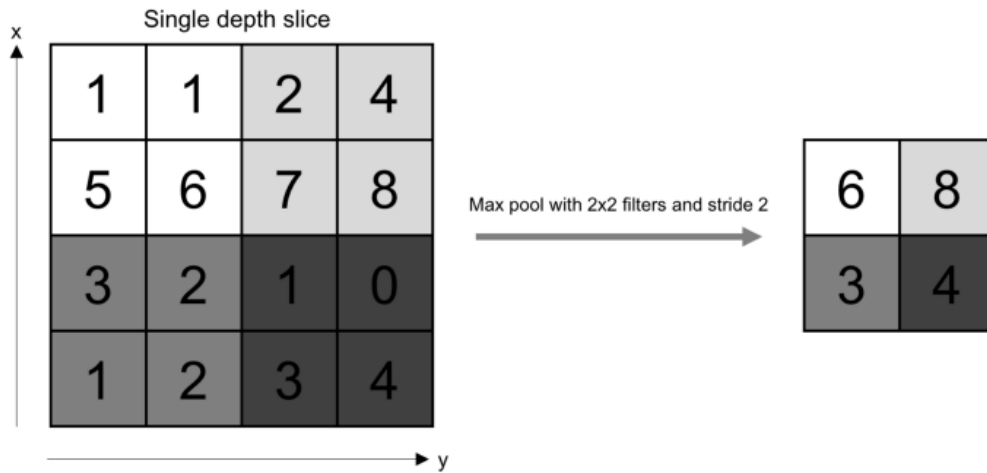 Single depth slice
x
1 1 2 4
5 6 7 8
3 2 1 0
1 2 3 4
y
Max pool with 2x2 filters and stride 2
6 8
3 4